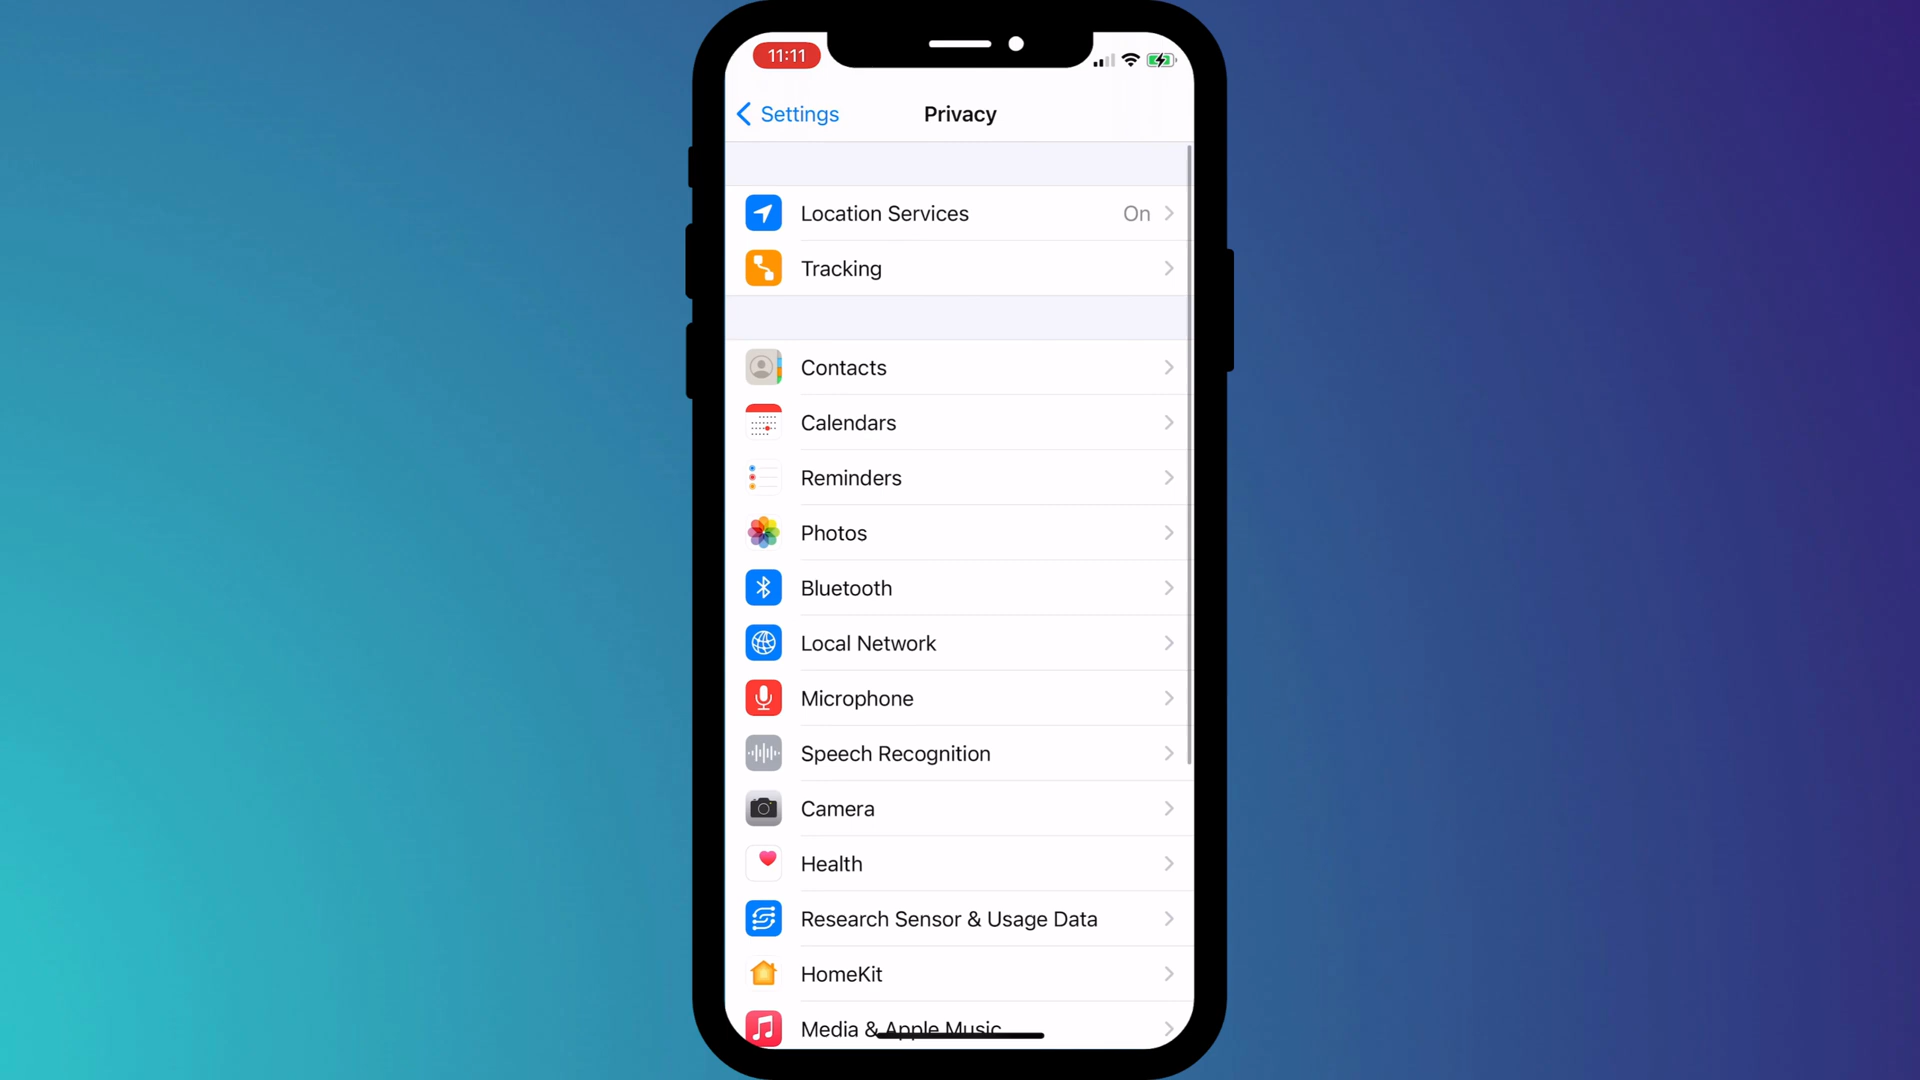 11:11
Settings
Privacy
Location Services On
Tracking
Contacts
Calendars
Reminders
Photos
Bluetooth
Local Network
Microphone
Speech Recognition
Camera
Health
Research Sensor & Usage Data
HomeKit
Media & Apple Music